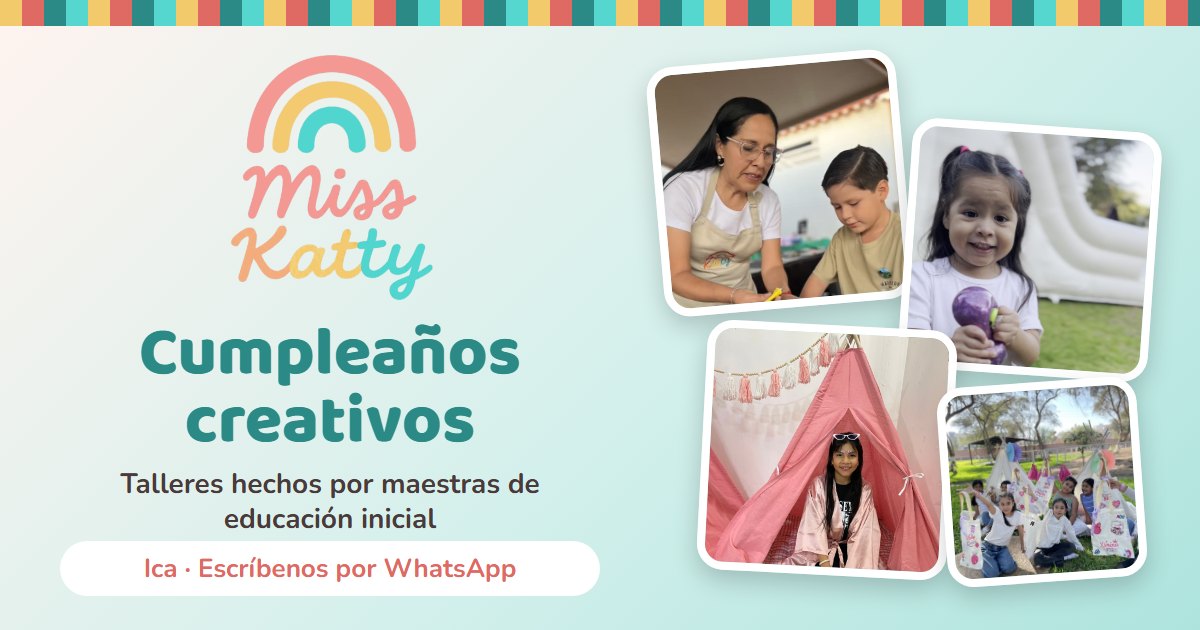 Miss
Katty
Cumpleaños
creativos
Talleres hechos por maestras de
educación inicial
Ica · Escríbenos por WhatsApp